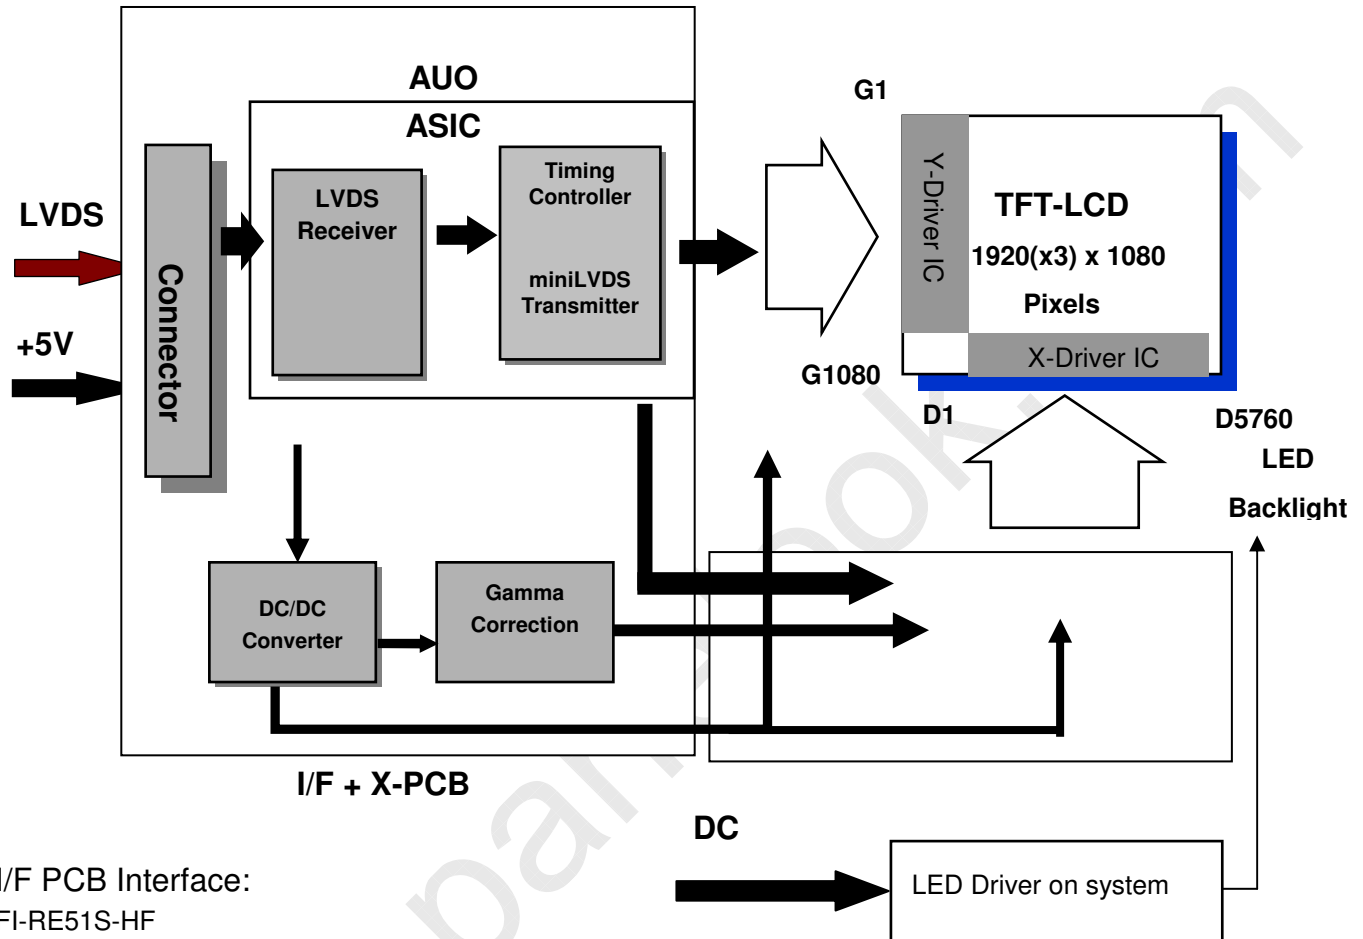 AUO
ASIC
G1
LVDS
+5V
Connector
LVDS
Receiver
Timing
Controller
miniLVDS
Transmitter
Y-Driver IC
TFT-LCD
1920(x3) x 1080
Pixels
X-Driver IC
G1080
D1
D5760
LED
Backlight
DC/DC
Converter
Gamma
Correction
I/F + X-PCB
DC
LED Driver on system
I/F PCB Interface:
FI-RE51S-HF